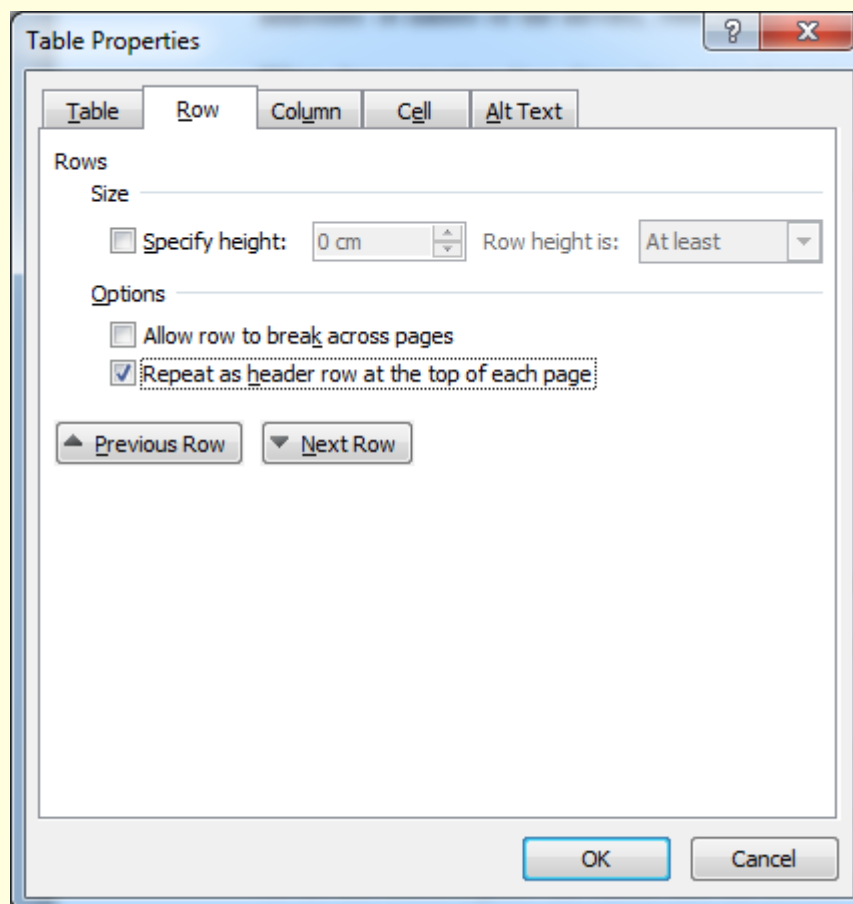 Table Properties
Table Row Column Cell Alt Text
Rows
Size
Specify height: 0 cm Row height is: At least
Options
Allow row to break across pages
Repeat as header row at the top of each page
Previous Row Next Row
OK Cancel